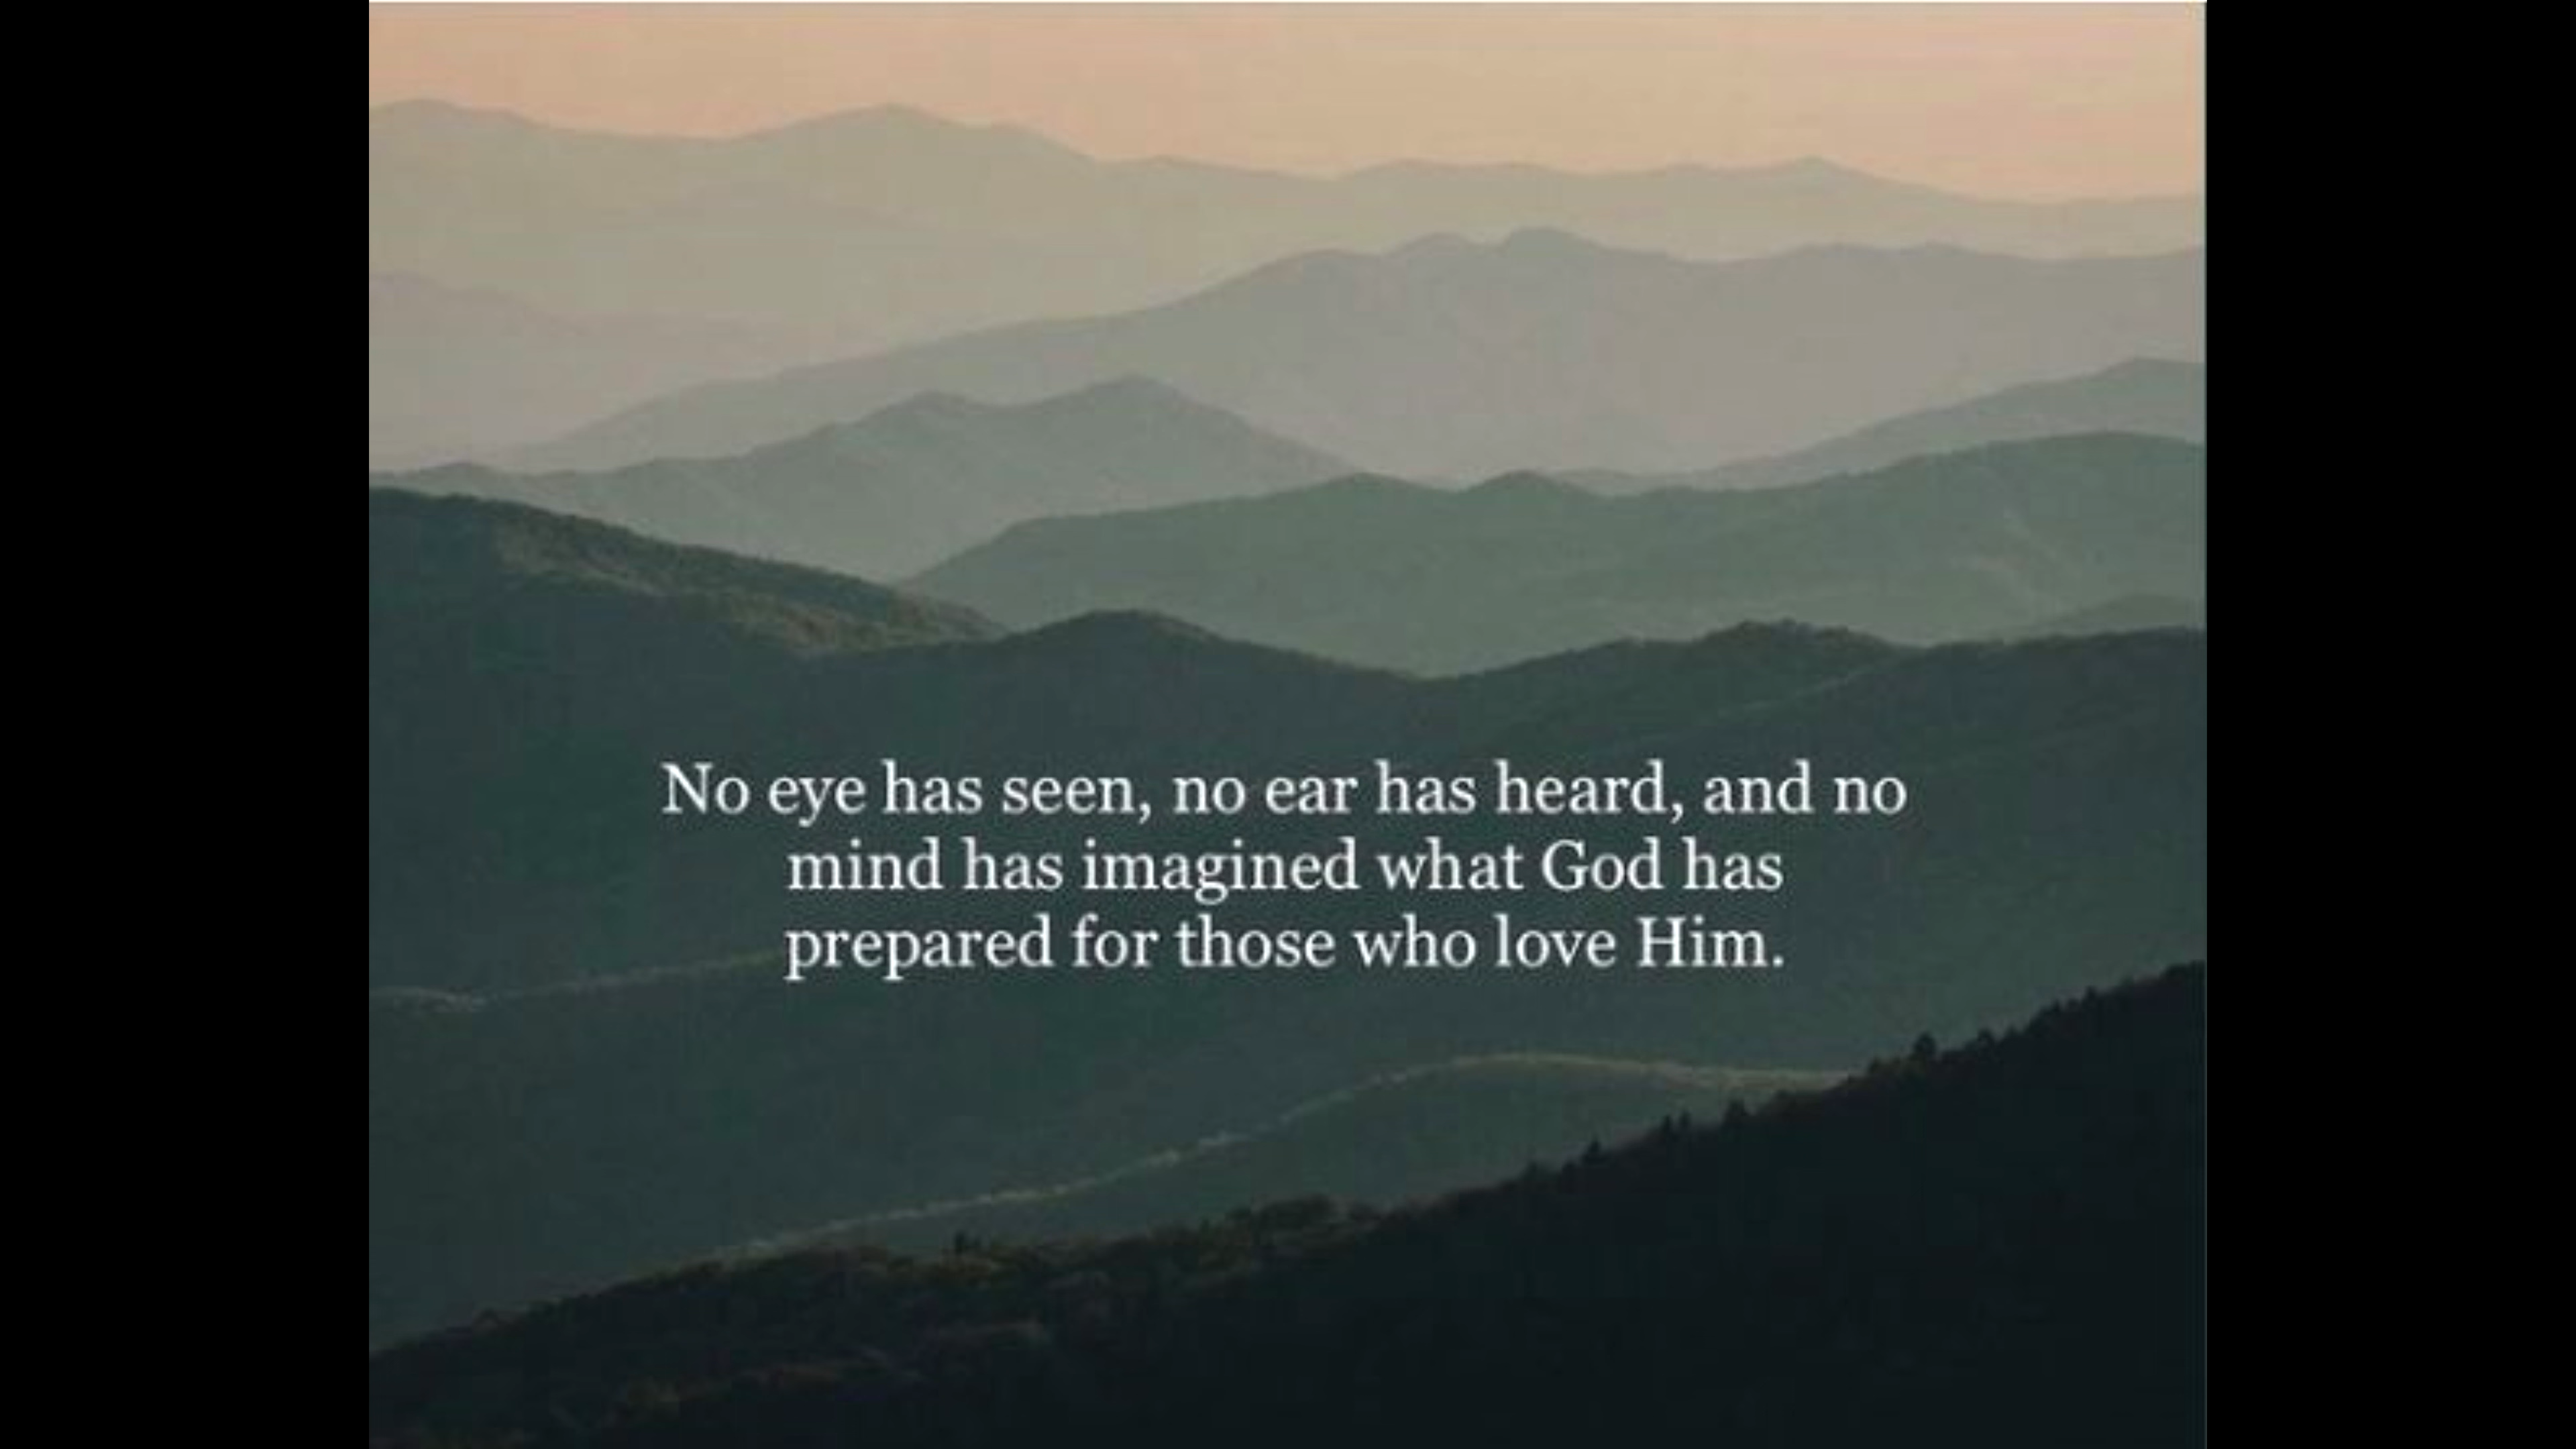 No eye has seen, no ear has heard, and no
mind has imagined what God has
prepared for those who love Him.